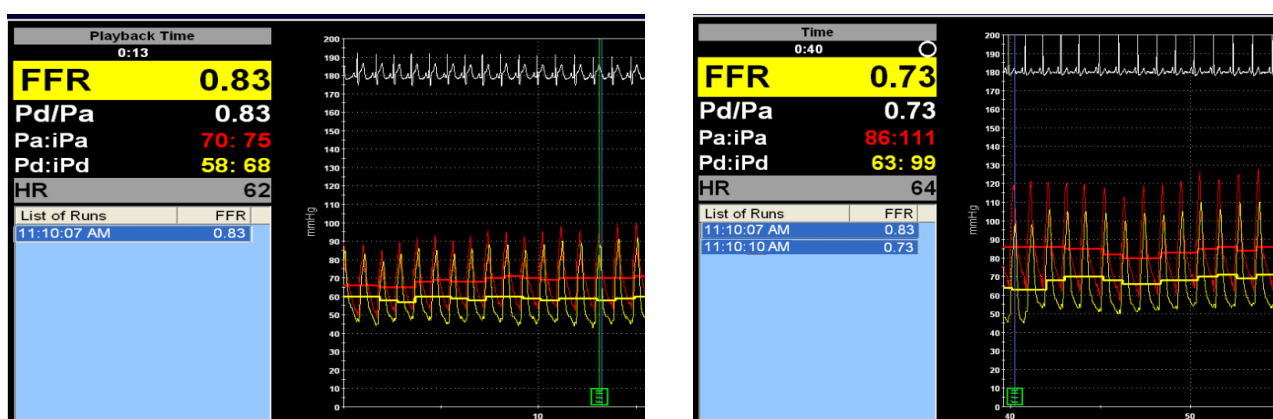 Playback Time
0:13
FFR 0.83
Pd/Pa 0.83
Pa:iPa 70: 75
Pd:iPd 58: 68
HR 62
List of Runs FFR
11:10:07 AM 0.83
mmHg
200
190
180
170
160
150
140
130
120
110
100
90
80
70
60
50
40
30
20
10
0
10
Time
0:40
FFR 0.73
Pd/Pa 0.73
Pa:iPa 86:111
Pd:iPd 63: 99
HR 64
List of Runs FFR
11:10:07 AM 0.83
11:10:10 AM 0.73
mmHg
200
190
180
170
160
150
140
130
120
110
100
90
80
70
60
50
40
30
20
10
0
40 50